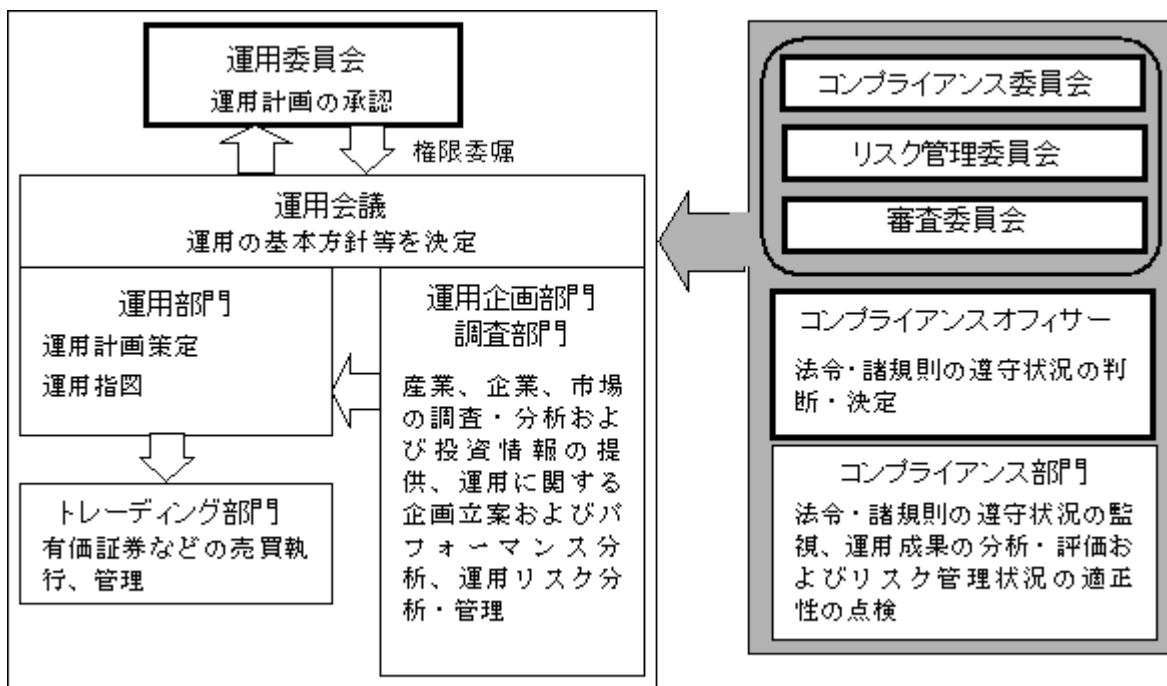 運用委員会
運用計画の承認
権限委嘱
運用会議
運用の基本方針等を決定
運用部門
運用計画策定
運用指図
運用企画部門
調査部門
産業、企業、市場
の調査・分析およ
び投資情報の提
供、運用に関する
企画立案およびパ
フォーマンス分
析、運用リスク分
析・管理
トレーディング部門
有価証券などの売買執
行、管理
コンプライアンス委員会
リスク管理委員会
審査委員会
コンプライアンスオフィサー
法令・諸規則の遵守状況の判
断・決定
コンプライアンス部門
法令・諸規則の遵守状況の監
視、運用成果の分析・評価お
よびリスク管理状況の適正
性の点検